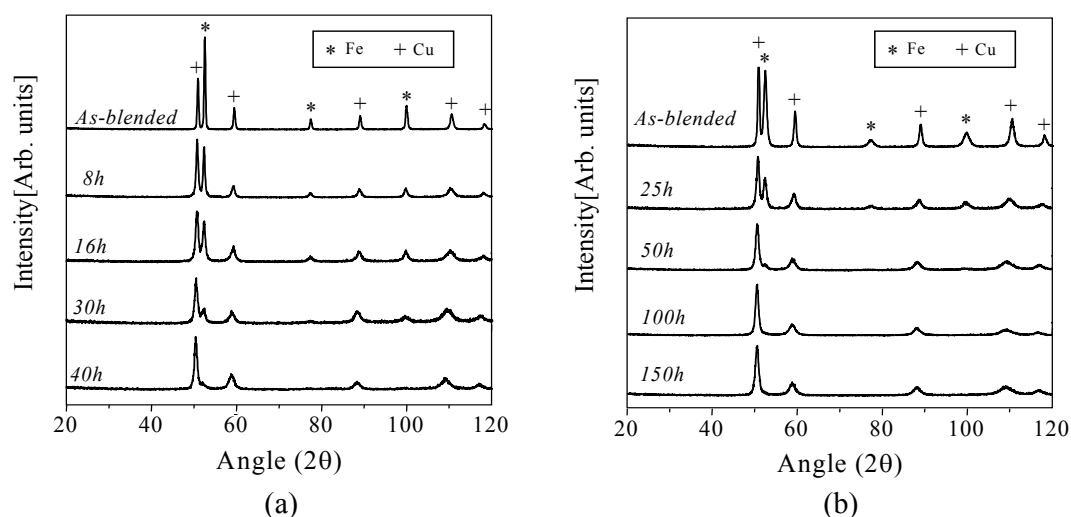 * Fe + Cu
Intensity[Arb. units]
As-blended
8h
16h
30h
40h
20 40 60 80 100 120
Angle (2θ)
(a)
* Fe + Cu
Intensity[Arb. units]
As-blended
25h
50h
100h
150h
20 40 60 80 100 120
Angle (2θ)
(b)